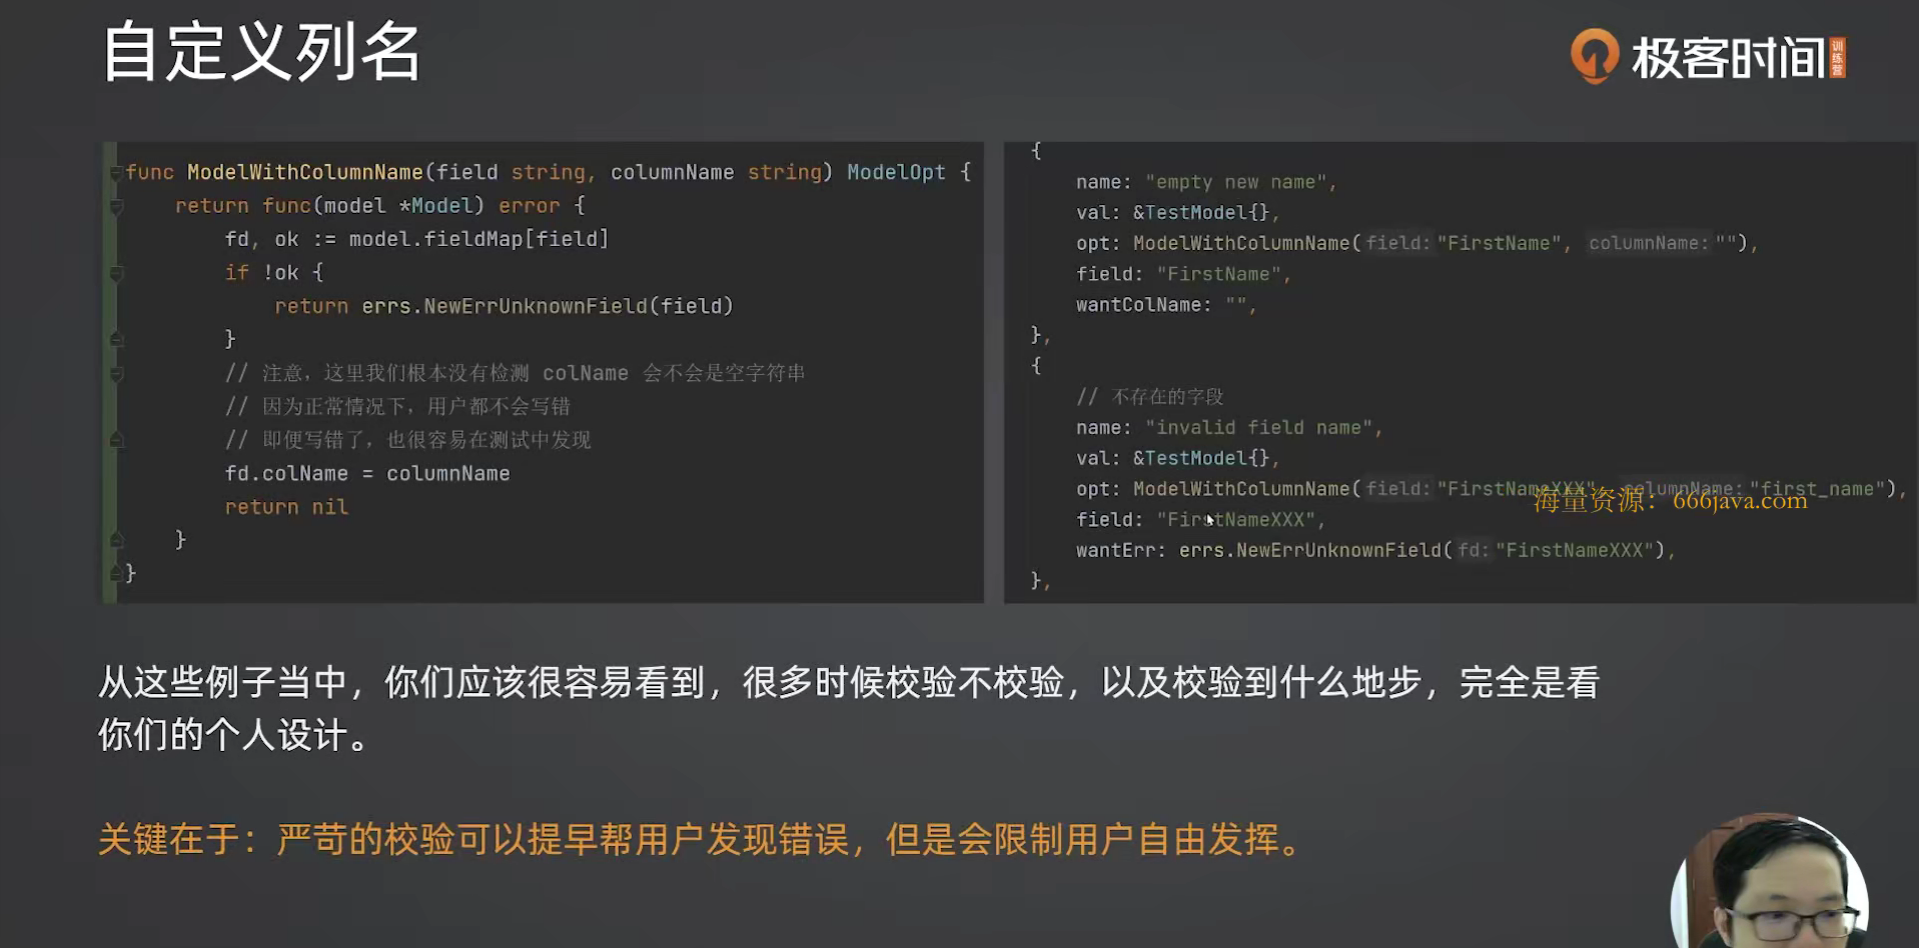 自定义列名
极客时间
训练营
func ModelWithColumnName(field string, columnName string) ModelOpt {
return func(model *Model) error {
fd, ok := model.fieldMap[field]
if !ok {
return errs.NewErrUnknownField(field)
}
// 注意，这里我们根本没有检测 colName 会不会是空字符串
// 因为正常情况下，用户都不会写错
// 即便写错了，也很容易在测试中发现
fd.colName = columnName
return nil
}
}
{
name: "empty new name",
val: &TestModel{},
opt: ModelWithColumnName( field: "FirstName", columnName: ""),
field: "FirstName",
wantColName: "",
},
{
// 不存在的字段
name: "invalid field name",
val: &TestModel{},
opt: ModelWithColumnName( field: "FirstNameXXX", columnName: "first_name"),
海量资源：666java.com
field: "FirstNameXXX",
wantErr: errs.NewErrUnknownField( fd: "FirstNameXXX"),
},
从这些例子当中，你们应该很容易看到，很多时候校验不校验，以及校验到什么地步，完全是看
你们的个人设计。
关键在于：严苛的校验可以提早帮用户发现错误，但是会限制用户自由发挥。